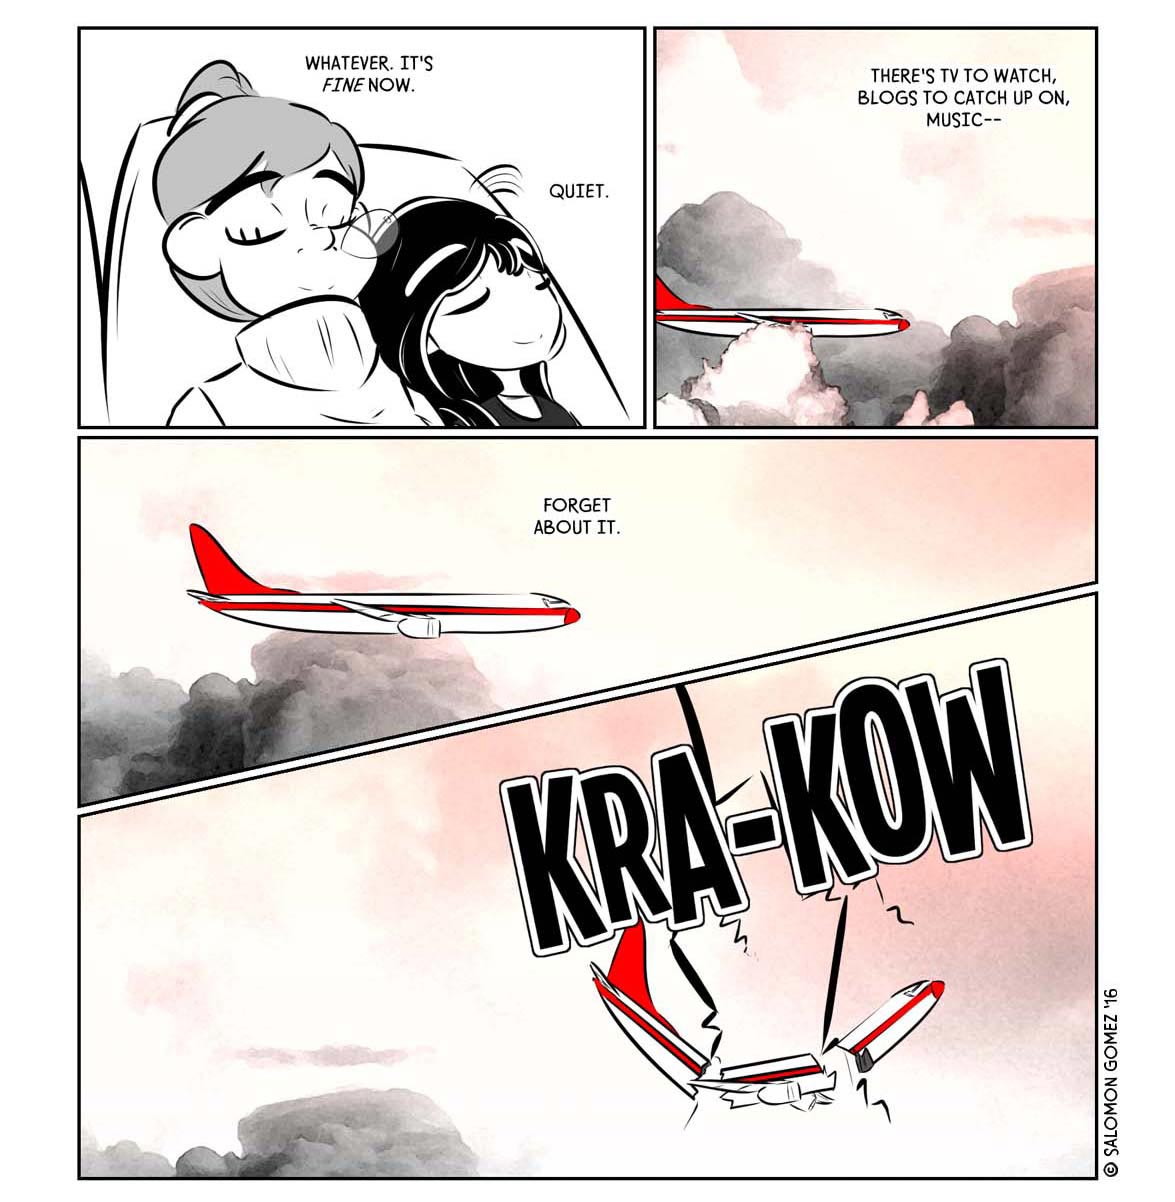 WHATEVER. IT'S
FINE NOW.
QUIET.
THERE'S TV TO WATCH,
BLOGS TO CATCH UP ON,
MUSIC--
FORGET
ABOUT IT.
KRA-KOW
© SALOMON GOMEZ '16